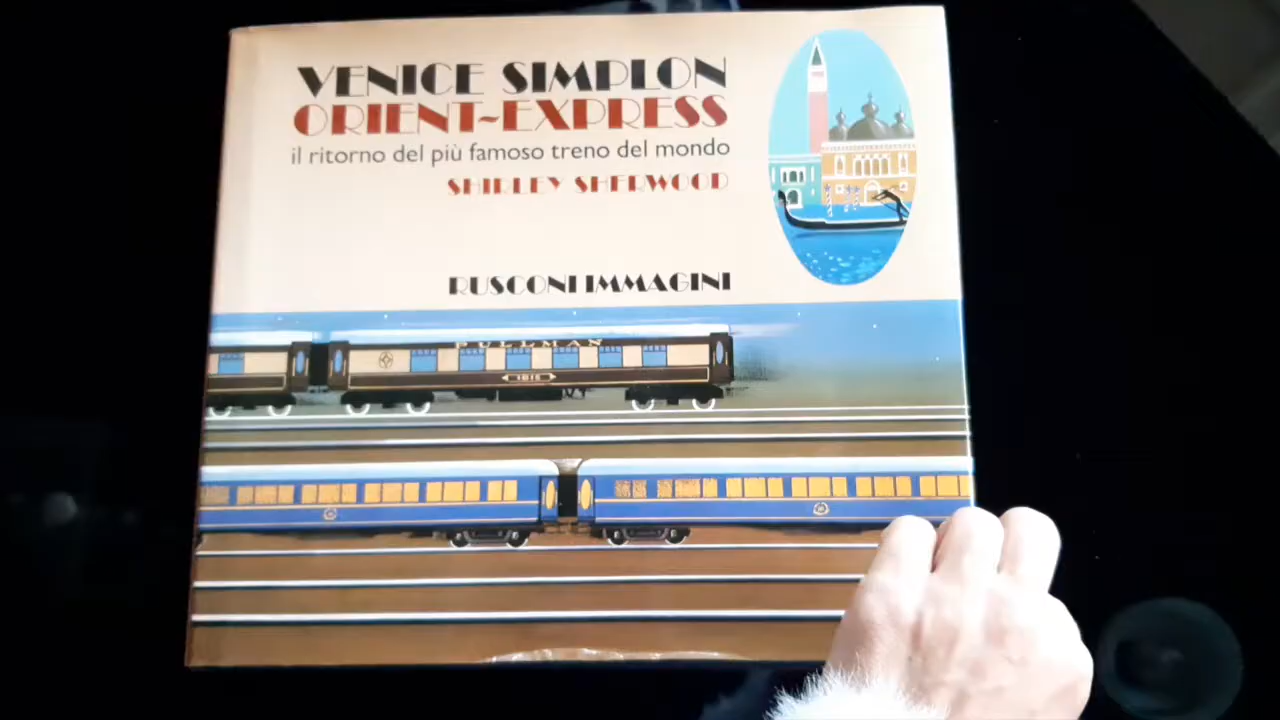 VENICE SIMPLON
ORIENT-EXPRESS
il ritorno del più famoso treno del mondo
SHIRLEY SHERWOOD
RUSCONI IMMAGINI
PULLMAN